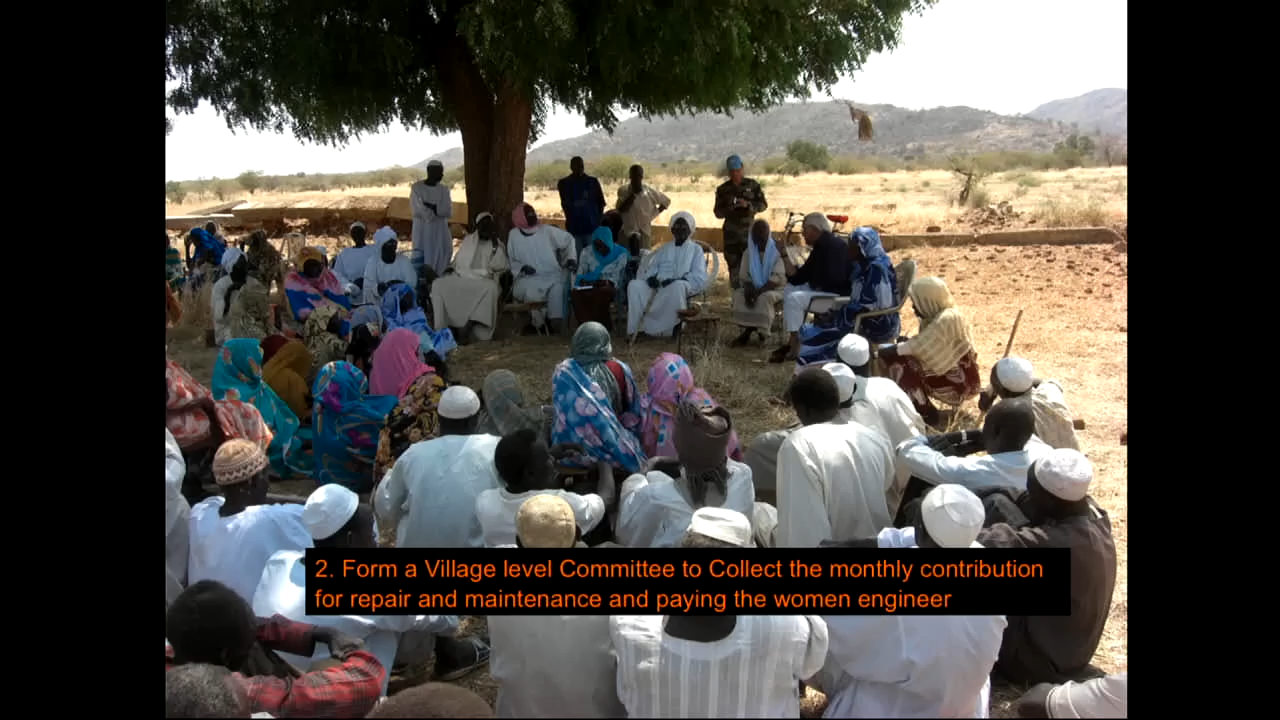 2. Form a Village level Committee to Collect the monthly contribution
for repair and maintenance and paying the women engineer